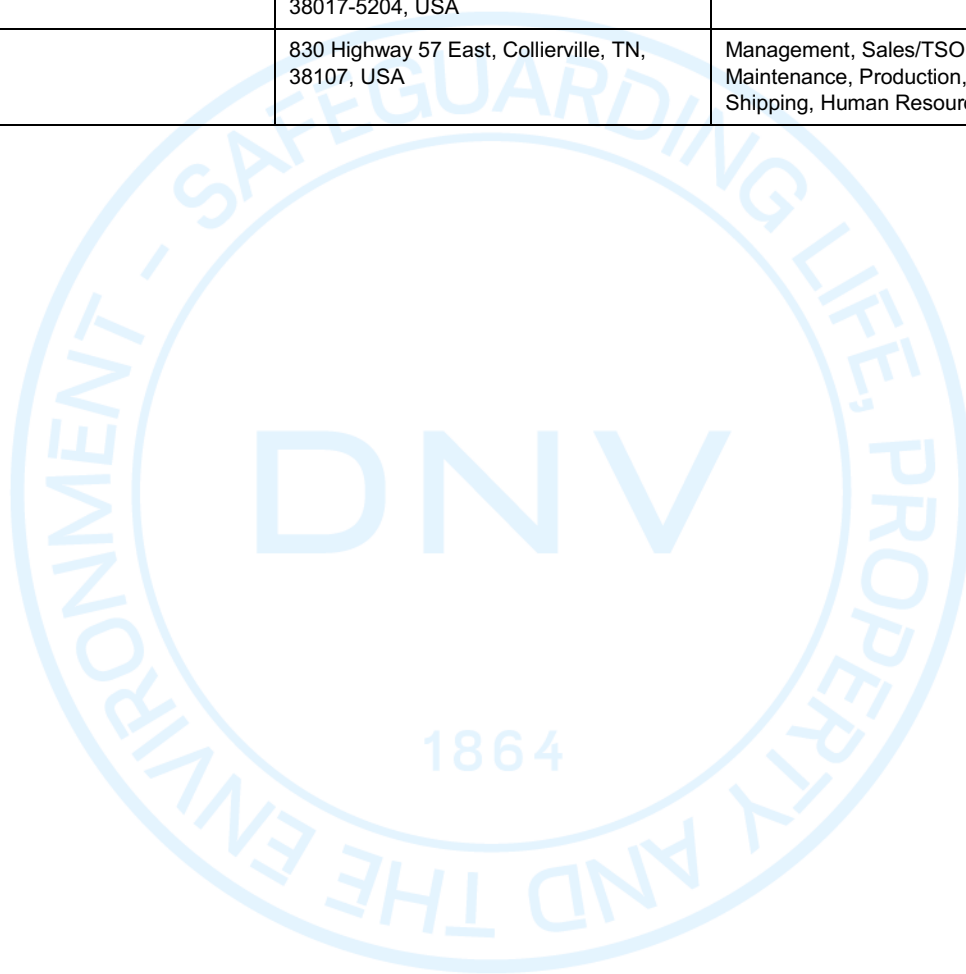 38017-5204, USA
830 Highway 57 East, Collierville, TN,
38107, USA
Management, Sales/TSO
Maintenance, Production,
Shipping, Human
SAFEGUARDING LIFE, PROPERTY AND THE ENVIRONMENT -
DNV
1864